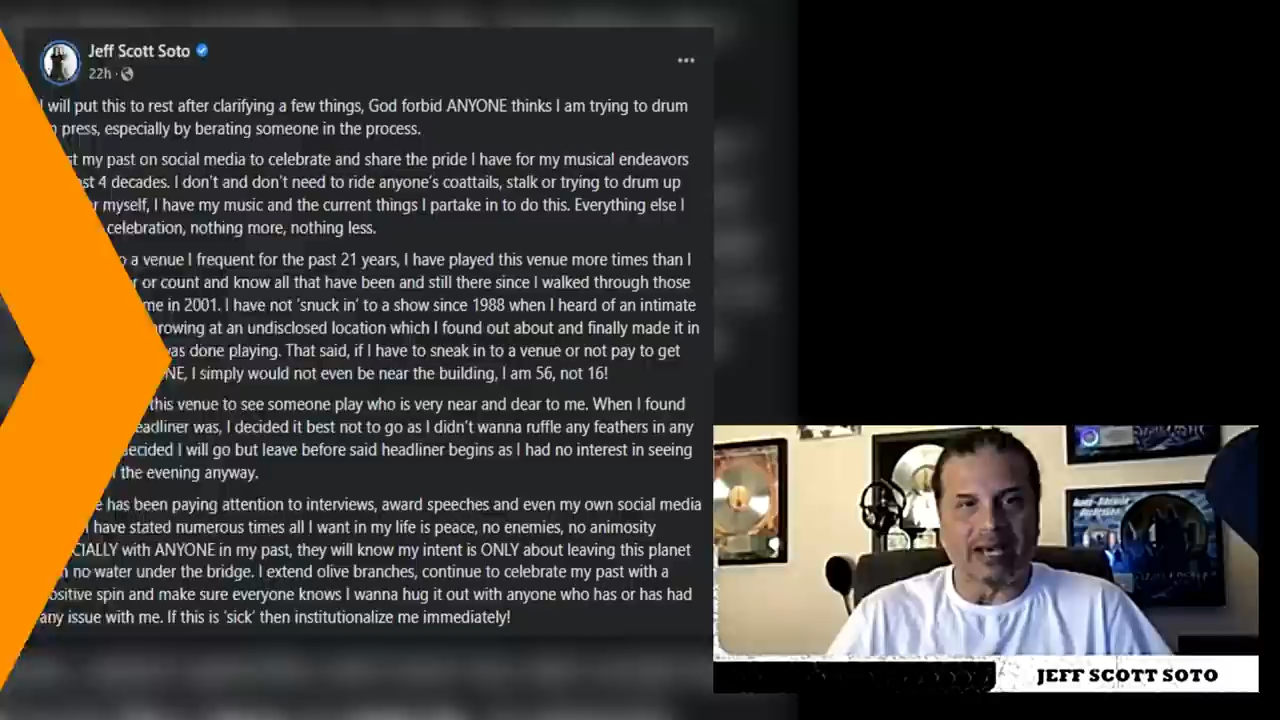 Jeff Scott Soto
22h
I will put this to rest after clarifying a few things, God forbid ANYONE thinks I am trying to drum
press, especially by berating someone in the process.
my past on social media to celebrate and share the pride I have for my musical endeavors
4 decades. I don't and don't need to ride anyone's coattails, stalk or trying to drum up
myself, I have my music and the current things I partake in to do this. Everything else I
celebration, nothing more, nothing less.
a venue I frequent for the past 21 years, I have played this venue more times than I
or count and know all that have been and still there since I walked through those
in 2001. I have not 'snuck in' to a show since 1988 when I heard of an intimate
at an undisclosed location which I found out about and finally made it in
was done playing. That said, if I have to sneak in to a venue or not pay to get
I simply would not even be near the building, I am 56, not 16!
this venue to see someone play who is very near and dear to me. When I found
headliner was, I decided it best not to go as I didn't wanna ruffle any feathers in any
decided I will go but leave before said headliner begins as I had no interest in seeing
the evening anyway.
has been paying attention to interviews, award speeches and even my own social media
I have stated numerous times all I want in my life is peace, no enemies, no animosity
with ANYONE in my past, they will know my intent is ONLY about leaving this planet
no water under the bridge. I extend olive branches, continue to celebrate my past with a
positive spin and make sure everyone knows I wanna hug it out with anyone who has or has had
any issue with me. If this is 'sick' then institutionalize me immediately!
JEFF SCOTT SOTO